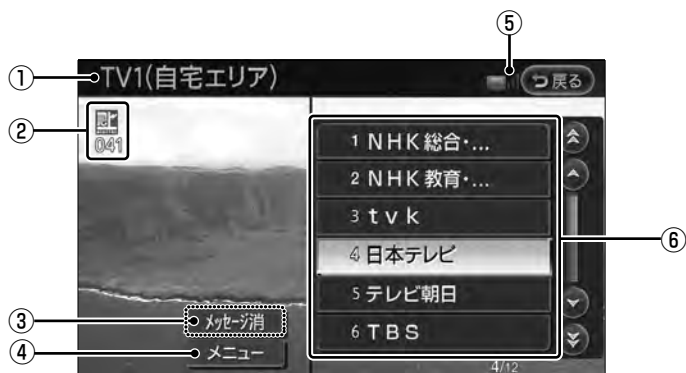 ⑤
① TV1(自宅エリア) 戻る
②
041
1 NHK総合・...
2 NHK教育・...
3 tvk
4 日本テレビ
⑥
5 テレビ朝日
6 TBS
③ メッセージ消
④ メニュー
4/12